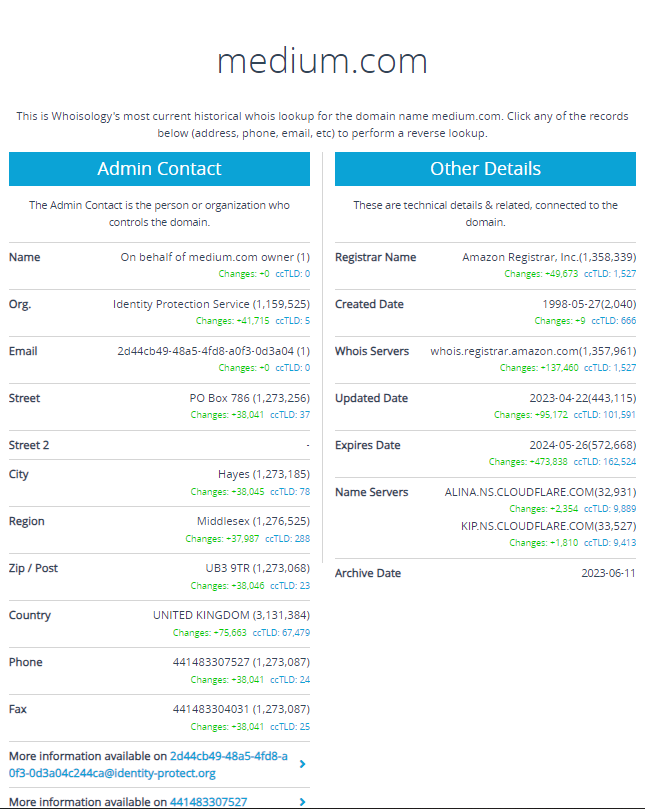 medium.com
This is Whoisology's most current historical whois lookup for the domain name medium.com. Click any of the records
below (address, phone, email, etc) to perform a reverse lookup.
Admin Contact
The Admin Contact is the person or organization who
controls the domain.
Name On behalf of medium.com owner (1)
Changes: +0 ccTLD: 0
Org. Identity Protection Service (1,159,525)
Changes: +41,715 ccTLD: 5
Email 2d44cb49-48a5-4fd8-a0f3-0d3a04 (1)
Changes: +0 ccTLD: 0
Street PO Box 786 (1,273,256)
Changes: +38,041 ccTLD: 37
Street 2 -
City Hayes (1,273,185)
Changes: +38,045 ccTLD: 78
Region Middlesex (1,276,525)
Changes: +37,987 ccTLD: 288
Zip / Post UB3 9TR (1,273,068)
Changes: +38,046 ccTLD: 23
Country UNITED KINGDOM (3,131,384)
Changes: +75,663 ccTLD: 67,479
Phone 441483307527 (1,273,087)
Changes: +38,041 ccTLD: 24
Fax 441483304031 (1,273,087)
Changes: +38,041 ccTLD: 25
More information available on 2d44cb49-48a5-4fd8-a
0f3-0d3a04c244ca@identity-protect.org
More information available on 441483307527
Other Details
These are technical details & related, connected to the
domain.
Registrar Name Amazon Registrar, Inc.(1,358,339)
Changes: +49,673 ccTLD: 1,527
Created Date 1998-05-27(2,040)
Changes: +9 ccTLD: 666
Whois Servers whois.registrar.amazon.com(1,357,961)
Changes: +137,460 ccTLD: 1,527
Updated Date 2023-04-22(443,115)
Changes: +95,172 ccTLD: 101,591
Expires Date 2024-05-26(572,668)
Changes: +473,838 ccTLD: 162,524
Name Servers ALINA.NS.CLOUDFLARE.COM(32,931)
Changes: +2,354 ccTLD: 9,889
KIP.NS.CLOUDFLARE.COM(33,527)
Changes: +1,810 ccTLD: 9,413
Archive Date 2023-06-11